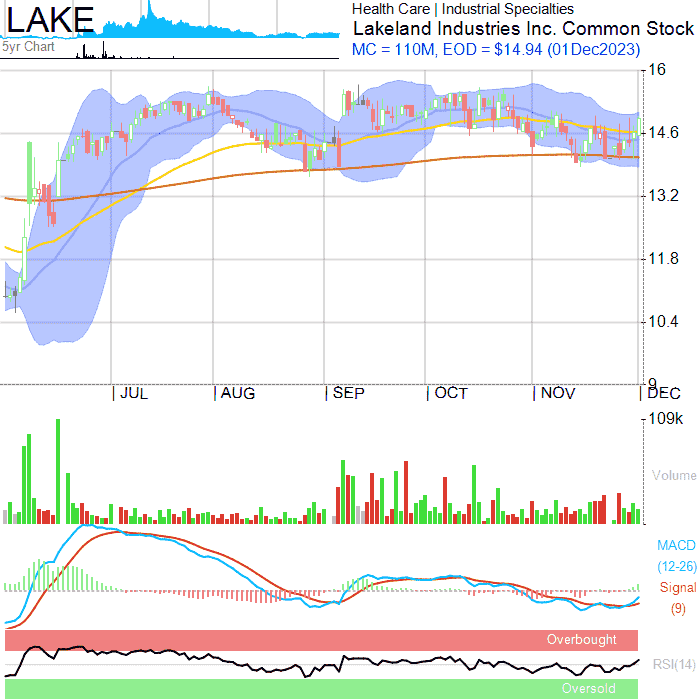 LAKE
5yr Chart
Health Care | Industrial Specialties
Lakeland Industries Inc. Common Stock
MC = 110M, EOD = $14.94 (01Dec2023)
16
14.6
13.2
11.8
10.4
9
JUL AUG SEP OCT NOV DEC
109k
Volume
MACD
(12-26)
Signal
(9)
Overbought
RSI(14)
Oversold